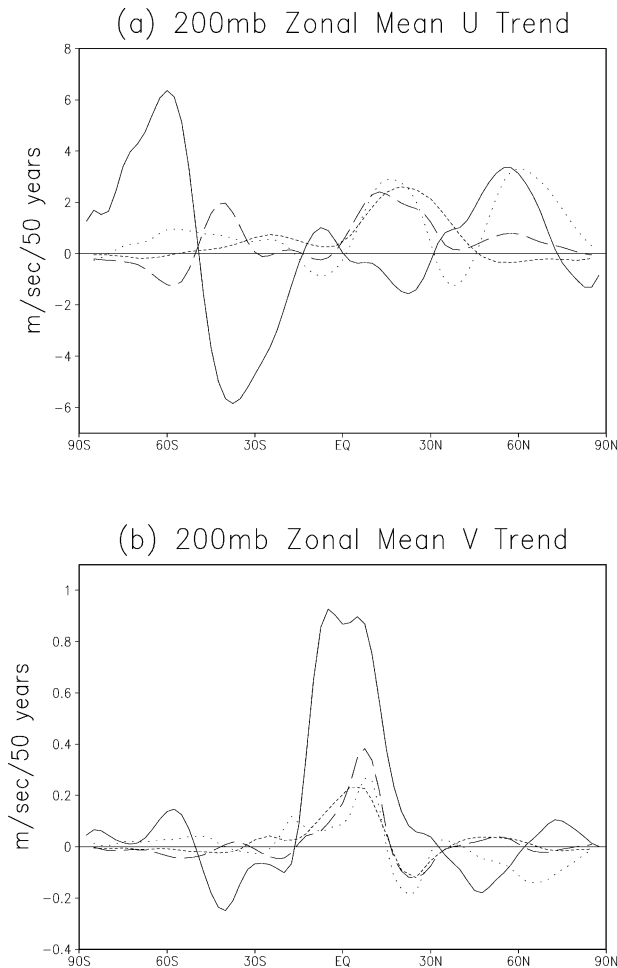 (a) 200mb Zonal Mean U Trend
8
6
4
2
0
-2
-4
-6
m/sec/50 years
90S 60S 30S EQ 30N 60N 90N
(b) 200mb Zonal Mean V Trend
1
0.8
0.6
0.4
0.2
0
-0.2
-0.4
m/sec/50 years
90S 60S 30S EQ 30N 60N 90N